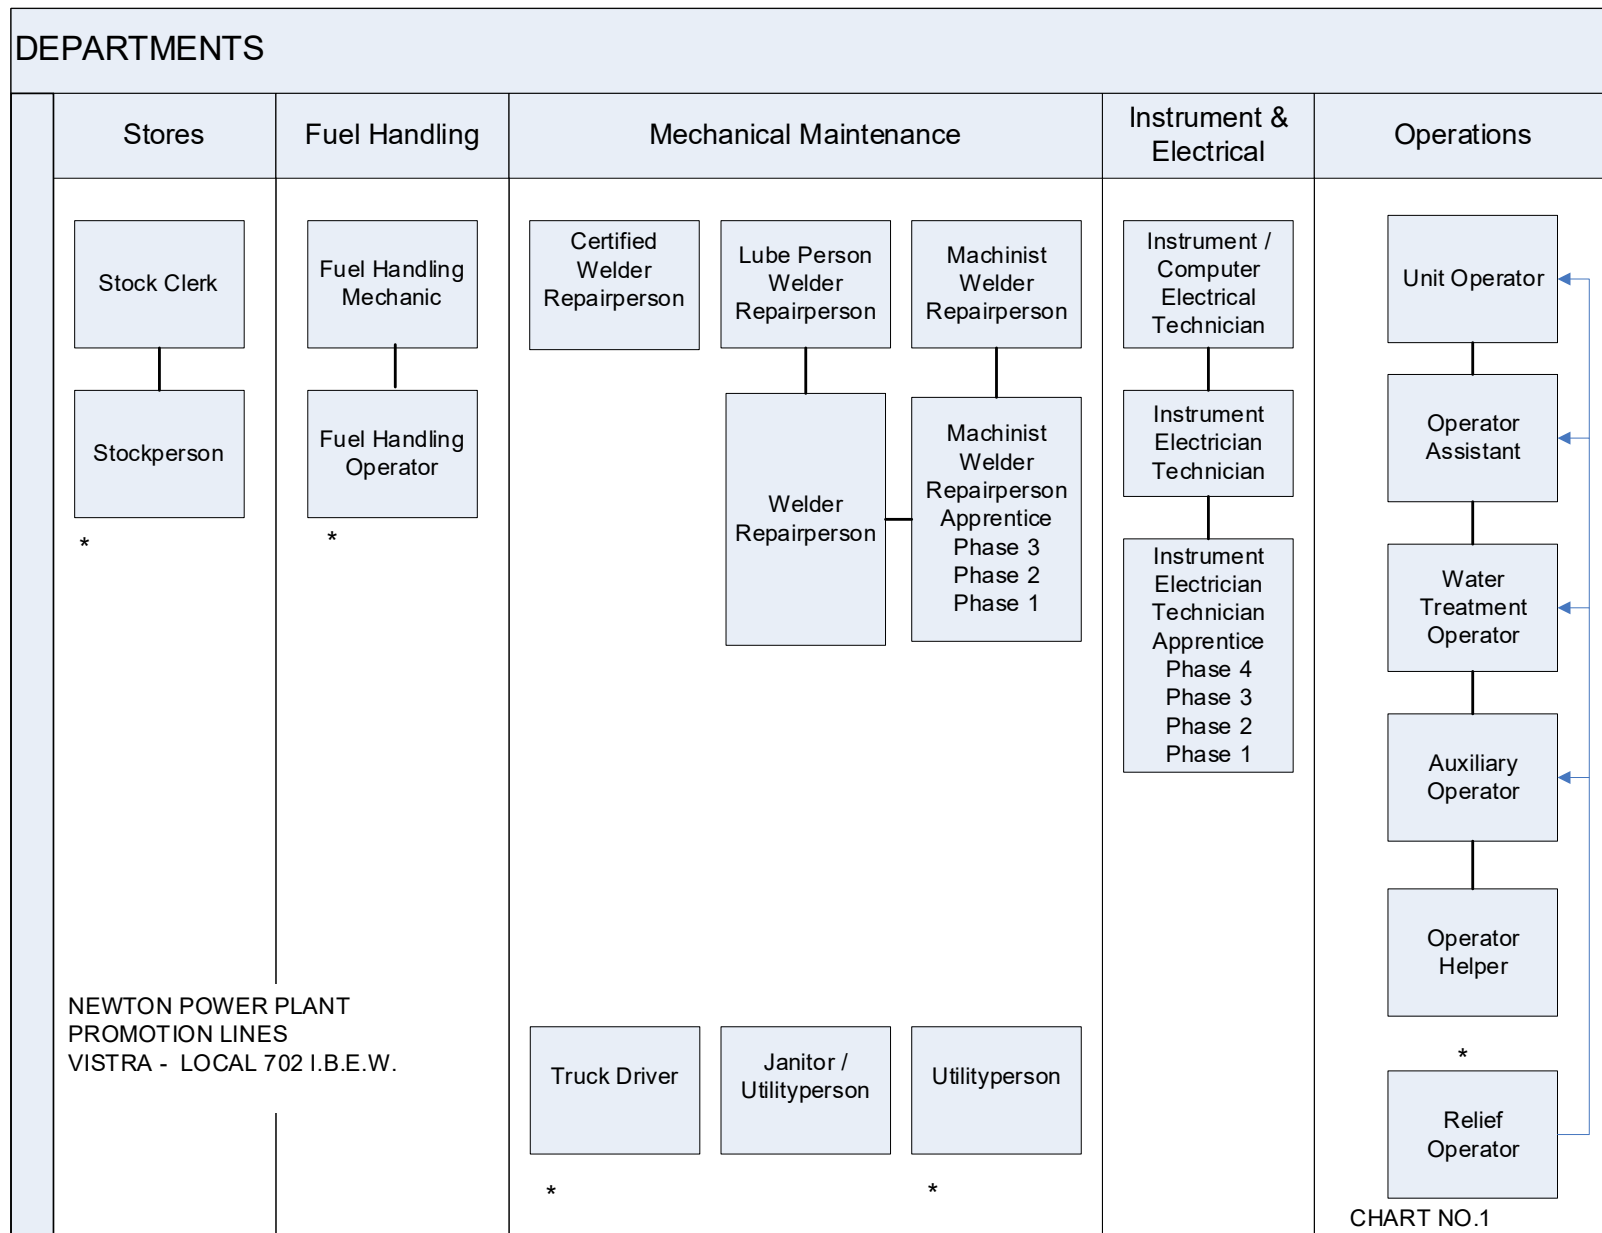 DEPARTMENTS
Stores
Fuel Handling
Mechanical Maintenance
Instrument &
Electrical
Operations
Stock Clerk
Stockperson
*
Fuel Handling
Mechanic
Fuel Handling
Operator
*
Certified
Welder
Repairperson
Lube Person
Welder
Repairperson
Machinist
Welder
Repairperson
Welder
Repairperson
Machinist
Welder
Repairperson
Apprentice
Phase 3
Phase 2
Phase 1
Truck Driver
*
Janitor /
Utilityperson
Utilityperson
*
Instrument /
Computer
Electrical
Technician
Instrument
Electrician
Technician
Instrument
Electrician
Technician
Apprentice
Phase 4
Phase 3
Phase 2
Phase 1
Unit Operator
Operator
Assistant
Water
Treatment
Operator
Auxiliary
Operator
Operator
Helper
*
Relief
Operator
NEWTON POWER PLANT
PROMOTION LINES
VISTRA - LOCAL 702 I.B.E.W.
CHART NO.1